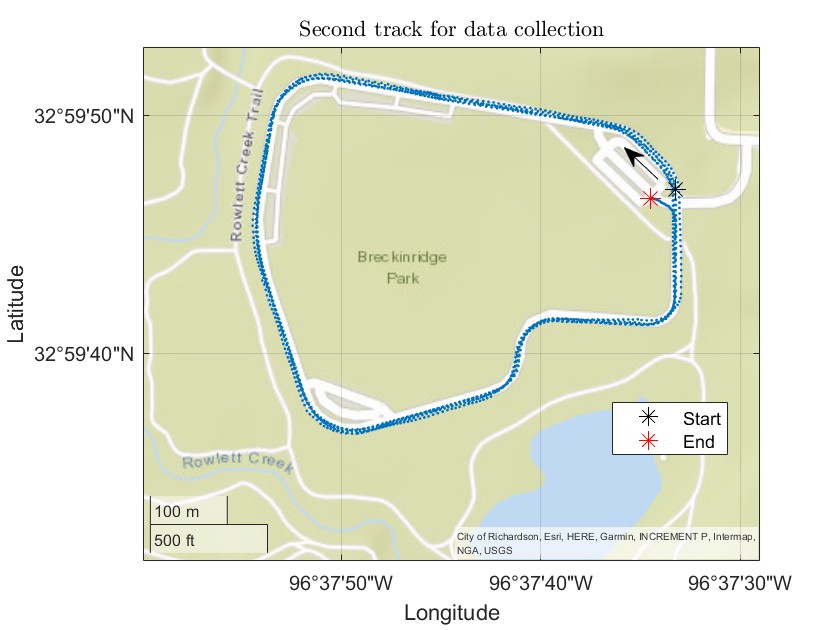 Second track for data collection
32°59'50"N
32°59'40"N
Latitude
Rowlett Creek Trail
Breckinridge
Park
Rowlett Creek
Start
End
100 m
500 ft
City of Richardson, Esri, HERE, Garmin, INCREMENT P, Intermap,
NGA, USGS
96°37'50"W
96°37'40"W
96°37'30"W
Longitude